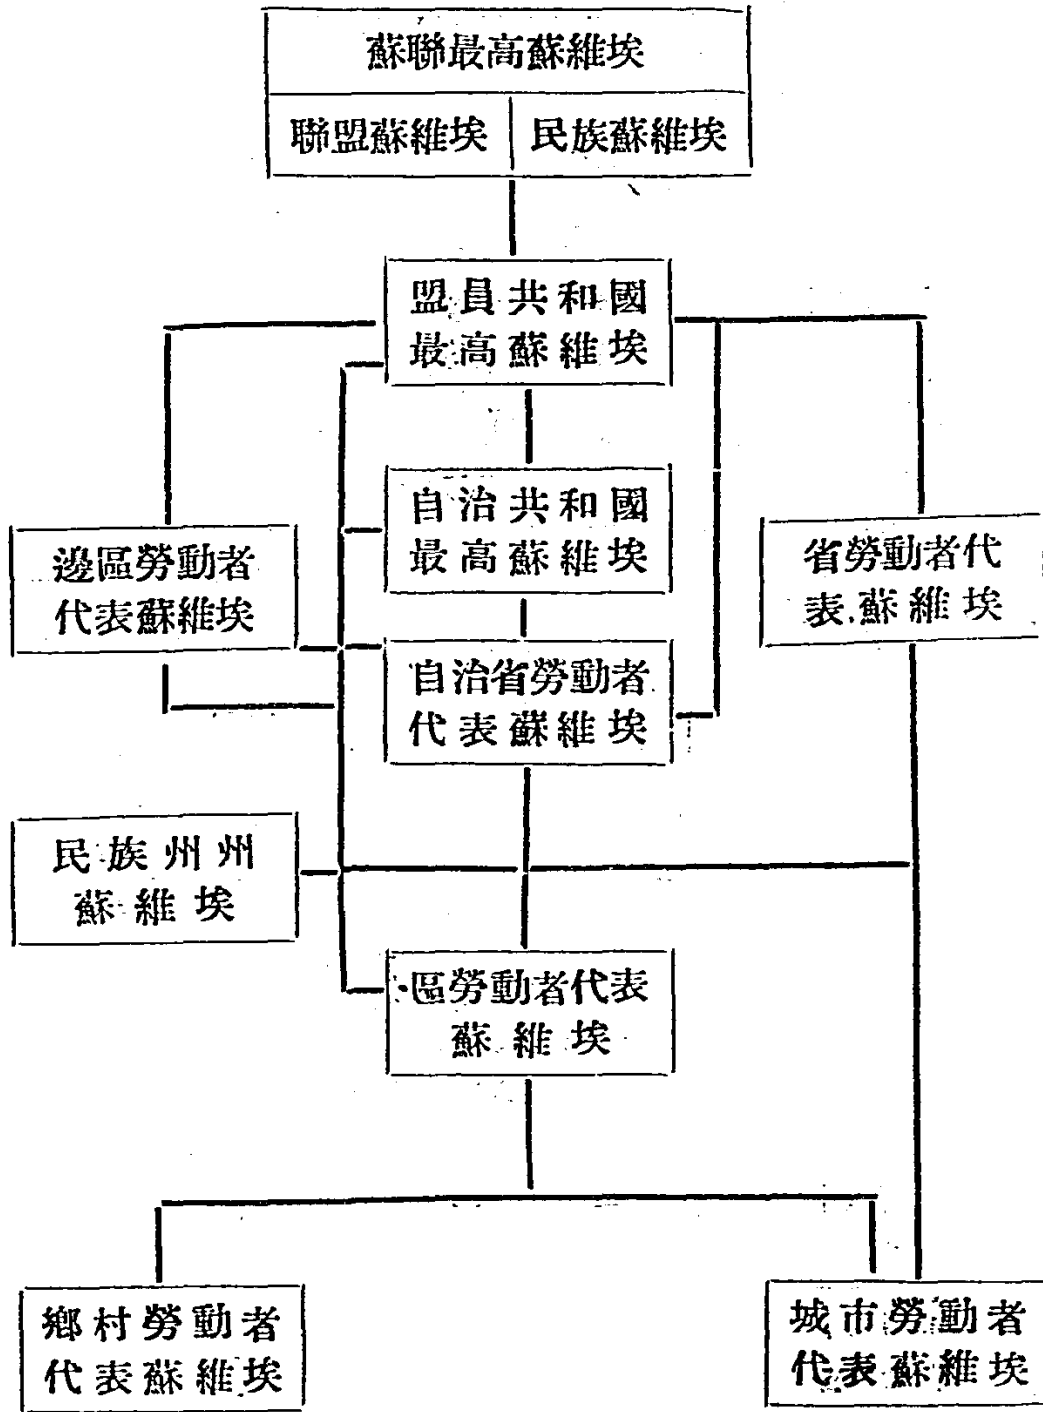 蘇聯最高蘇維埃
聯盟蘇維埃
民族蘇維埃
盟員共和國
最高蘇維埃
自治共和國
最高蘇維埃
邊區勞動者
代表蘇維埃
省勞動者代
表蘇維埃
自治省勞動者
代表蘇維埃
民族州州
蘇維埃
區勞動者代表
蘇維埃
鄉村勞動者
代表蘇維埃
城市勞動者
代表蘇維埃